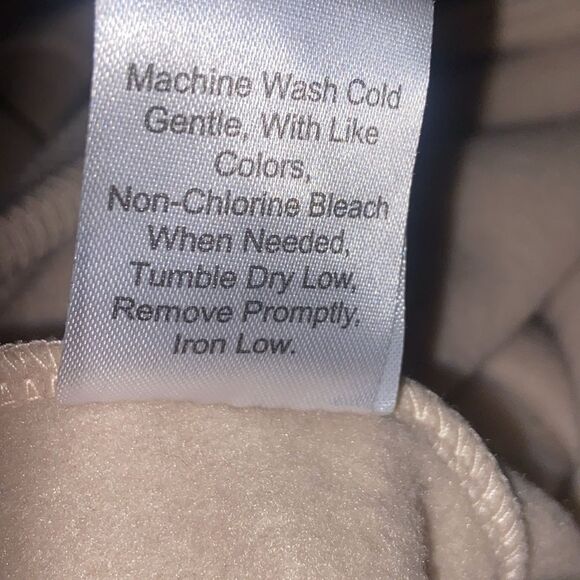 Machine Wash Cold
Gentle, With Like
Colors,
Non-Chlorine Bleach
When Needed,
Tumble Dry Low,
Remove Promptly,
Iron Low.